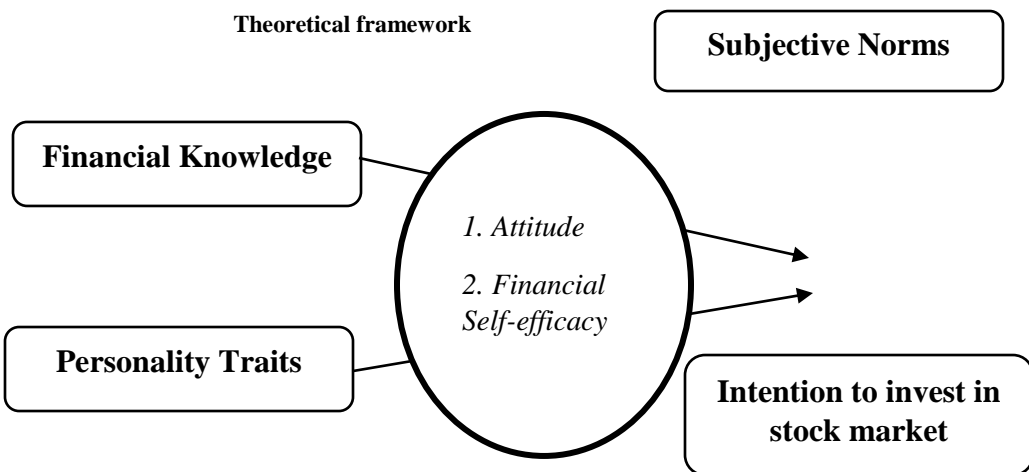 Theoretical framework
Subjective Norms
Financial Knowledge
1. Attitude
2. Financial
Self-efficacy
Personality Traits
Intention to invest in
stock market